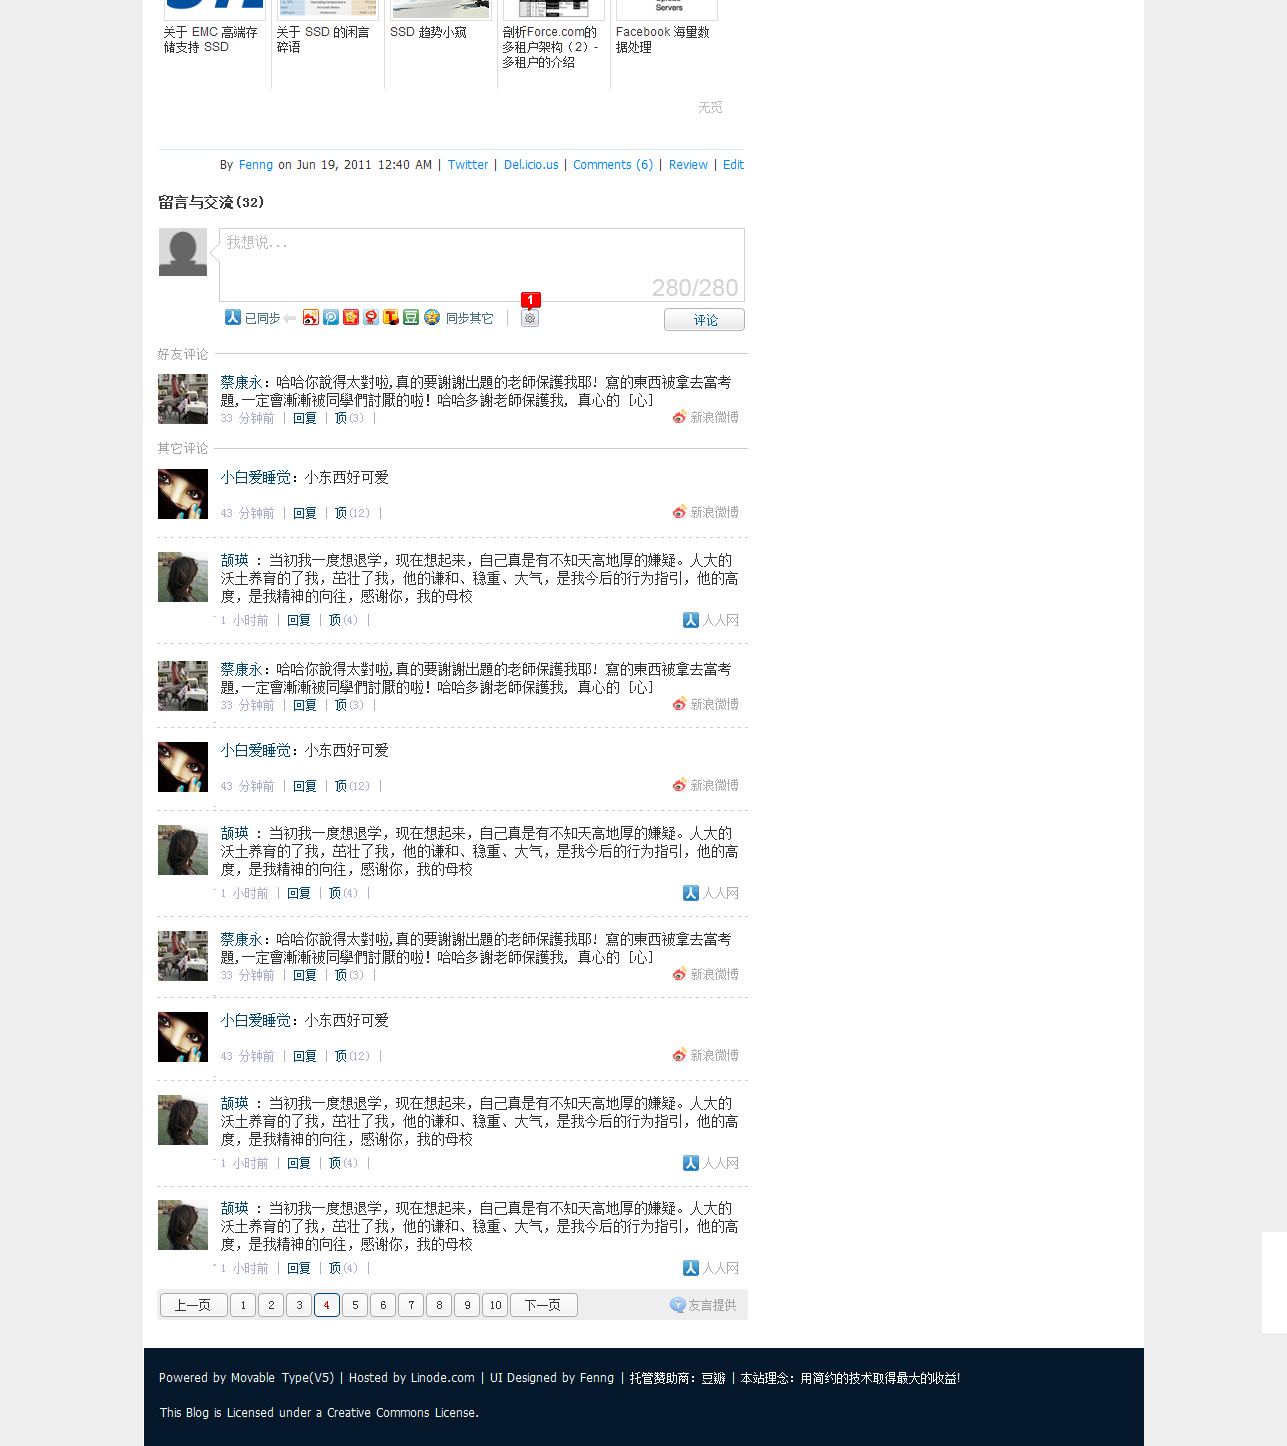 Servers
关于 EMC 高端存
储支持 SSD
关于 SSD 的闲言
碎语
SSD 趋势小窥
剖析Force.com的
多租户架构（2）-
多租户的介绍
Facebook 海量数
据处理
无觅
By Fenng on Jun 19, 2011 12:40 AM | Twitter | Del.icio.us | Comments (6) | Review | Edit
留言与交流(32)
我想说...
280/280
1
已同步 同步其它
评论
好友评论
蔡康永：哈哈你說得太對啦,真的要謝謝出題的老師保護我耶! 寫的東西被拿去當考
題,一定會漸漸被同學們討厭的啦! 哈哈多謝老師保護我, 真心的 [心]
33 分钟前 | 回复 | 顶(3) | 新浪微博
其它评论
小白爱睡觉：小东西好可爱
43 分钟前 | 回复 | 顶(12) | 新浪微博
颉瑛 ：当初我一度想退学，现在想起来，自己真是有不知天高地厚的嫌疑。人大的
沃土养育的了我，茁壮了我，他的谦和、稳重、大气，是我今后的行为指引，他的高
度，是我精神的向往，感谢你，我的母校
1 小时前 | 回复 | 顶(4) | 人人网
蔡康永：哈哈你說得太對啦,真的要謝謝出題的老師保護我耶! 寫的東西被拿去當考
題,一定會漸漸被同學們討厭的啦! 哈哈多謝老師保護我, 真心的 [心]
33 分钟前 | 回复 | 顶(3) | 新浪微博
小白爱睡觉：小东西好可爱
43 分钟前 | 回复 | 顶(12) | 新浪微博
颉瑛 ：当初我一度想退学，现在想起来，自己真是有不知天高地厚的嫌疑。人大的
沃土养育的了我，茁壮了我，他的谦和、稳重、大气，是我今后的行为指引，他的高
度，是我精神的向往，感谢你，我的母校
1 小时前 | 回复 | 顶(4) | 人人网
蔡康永：哈哈你說得太對啦,真的要謝謝出題的老師保護我耶! 寫的東西被拿去當考
題,一定會漸漸被同學們討厭的啦! 哈哈多謝老師保護我, 真心的 [心]
33 分钟前 | 回复 | 顶(3) | 新浪微博
小白爱睡觉：小东西好可爱
43 分钟前 | 回复 | 顶(12) | 新浪微博
颉瑛 ：当初我一度想退学，现在想起来，自己真是有不知天高地厚的嫌疑。人大的
沃土养育的了我，茁壮了我，他的谦和、稳重、大气，是我今后的行为指引，他的高
度，是我精神的向往，感谢你，我的母校
1 小时前 | 回复 | 顶(4) | 人人网
颉瑛 ：当初我一度想退学，现在想起来，自己真是有不知天高地厚的嫌疑。人大的
沃土养育的了我，茁壮了我，他的谦和、稳重、大气，是我今后的行为指引，他的高
度，是我精神的向往，感谢你，我的母校
1 小时前 | 回复 | 顶(4) | 人人网
上一页 1 2 3 4 5 6 7 8 9 10 下一页 友言提供
Powered by Movable Type(V5) | Hosted by Linode.com | UI Designed by Fenng | 托管赞助商：豆瓣 | 本站理念：用简约的技术取得最大的收益!
This Blog is Licensed under a Creative Commons License.